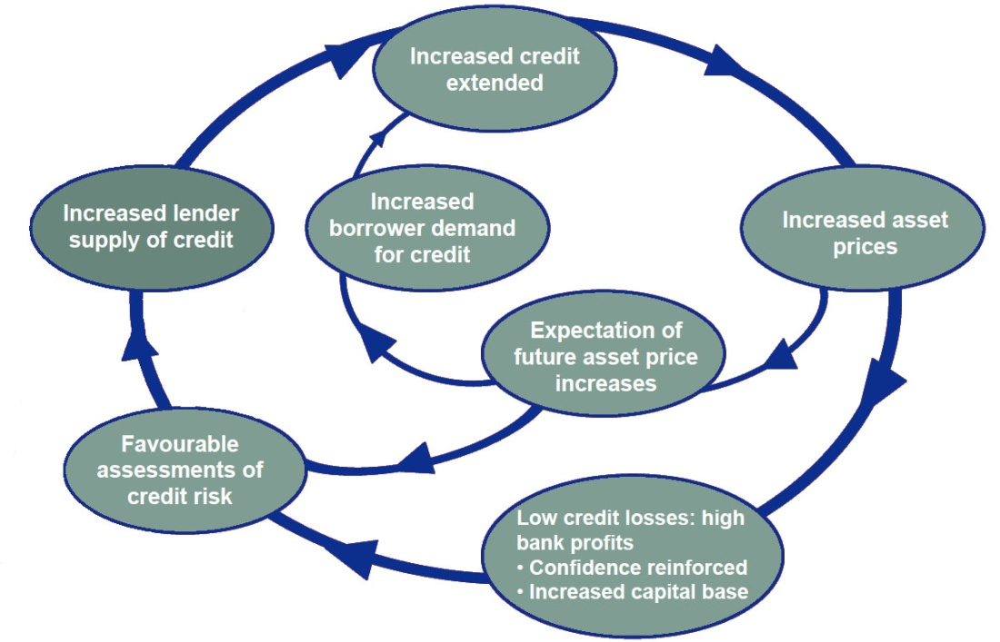 Increased credit
extended
Increased lender
supply of credit
Increased
borrower demand
for credit
Increased asset
prices
Expectation of
future asset price
increases
Favourable
assessments of
credit risk
Low credit losses: high
bank profits
• Confidence reinforced
• Increased capital base